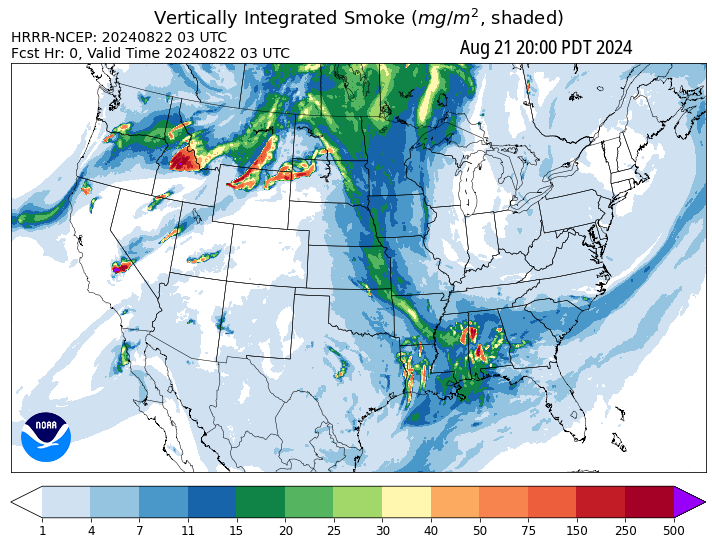 Vertically Integrated Smoke (mg/m², shaded)
HRRR-NCEP: 20240822 03 UTC
Fcst Hr: 0, Valid Time 20240822 03 UTC
Aug 21 20:00 PDT 2024
NOAA
1 4 7 11 15 20 25 30 40 50 75 150 250 500